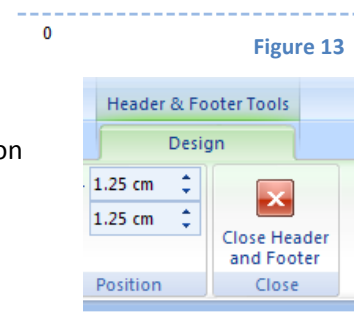 0
Figure 13
Header & Footer Tools
on
Design
1.25 cm
1.25 cm
Close Header
and Footer
Position
Close